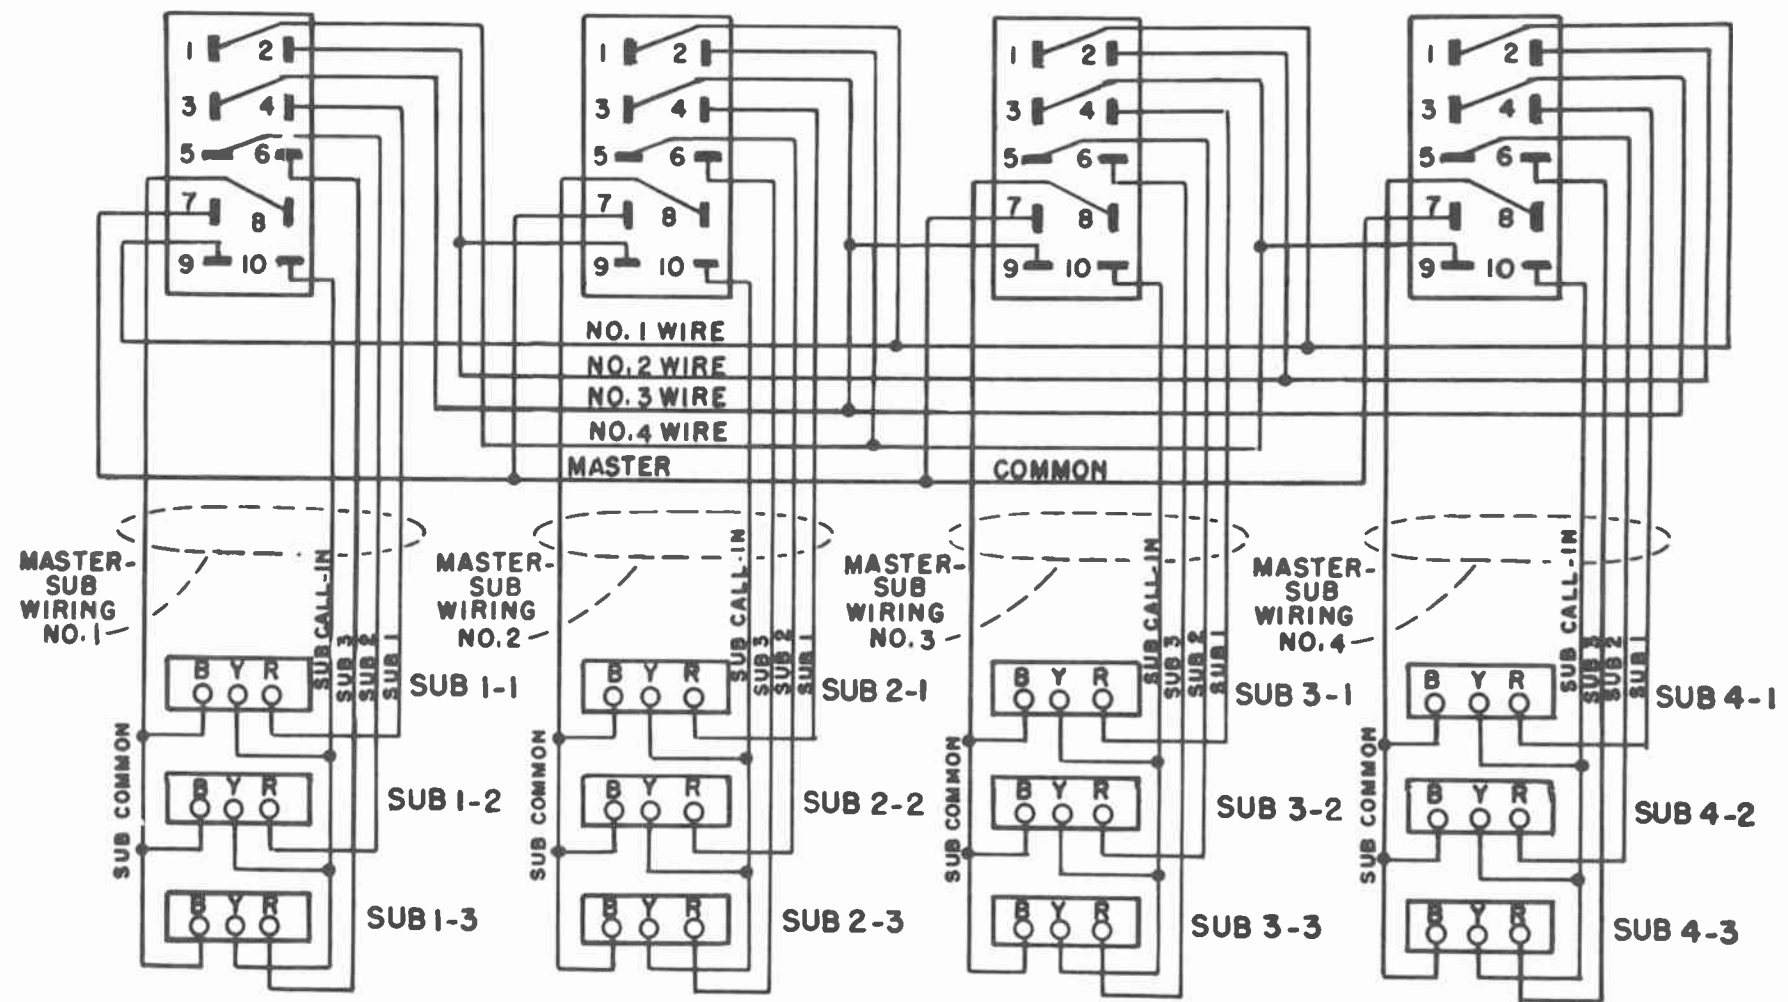 1 2 1 2 1 2 1 2
3 4 3 4 3 4 3 4
5 6 5 6 5 6 5 6
7 8 7 8 7 8 7 8
9 10 9 10 9 10 9 10
NO. 1 WIRE
NO. 2 WIRE
NO. 3 WIRE
NO. 4 WIRE
MASTER COMMON
MASTER-
SUB
WIRING
NO. 1
MASTER-
SUB
WIRING
NO. 2
MASTER-
SUB
WIRING
NO. 3
MASTER-
SUB
WIRING
NO. 4
SUB CALL-IN
SUB 3
SUB 2
SUB 1
SUB CALL-IN
SUB 3
SUB 2
SUB 1
SUB CALL-IN
SUB 3
SUB 2
SUB 1
SUB CALL-IN
SUB 3
SUB 2
SUB 1
B Y R
SUB 1-1
B Y R
SUB 2-1
B Y R
SUB 3-1
B Y R
SUB 4-1
SUB COMMON
SUB COMMON
SUB COMMON
SUB COMMON
B Y R
SUB 1-2
B Y R
SUB 2-2
B Y R
SUB 3-2
B Y R
SUB 4-2
B Y R
SUB 1-3
B Y R
SUB 2-3
B Y R
SUB 3-3
B Y R
SUB 4-3